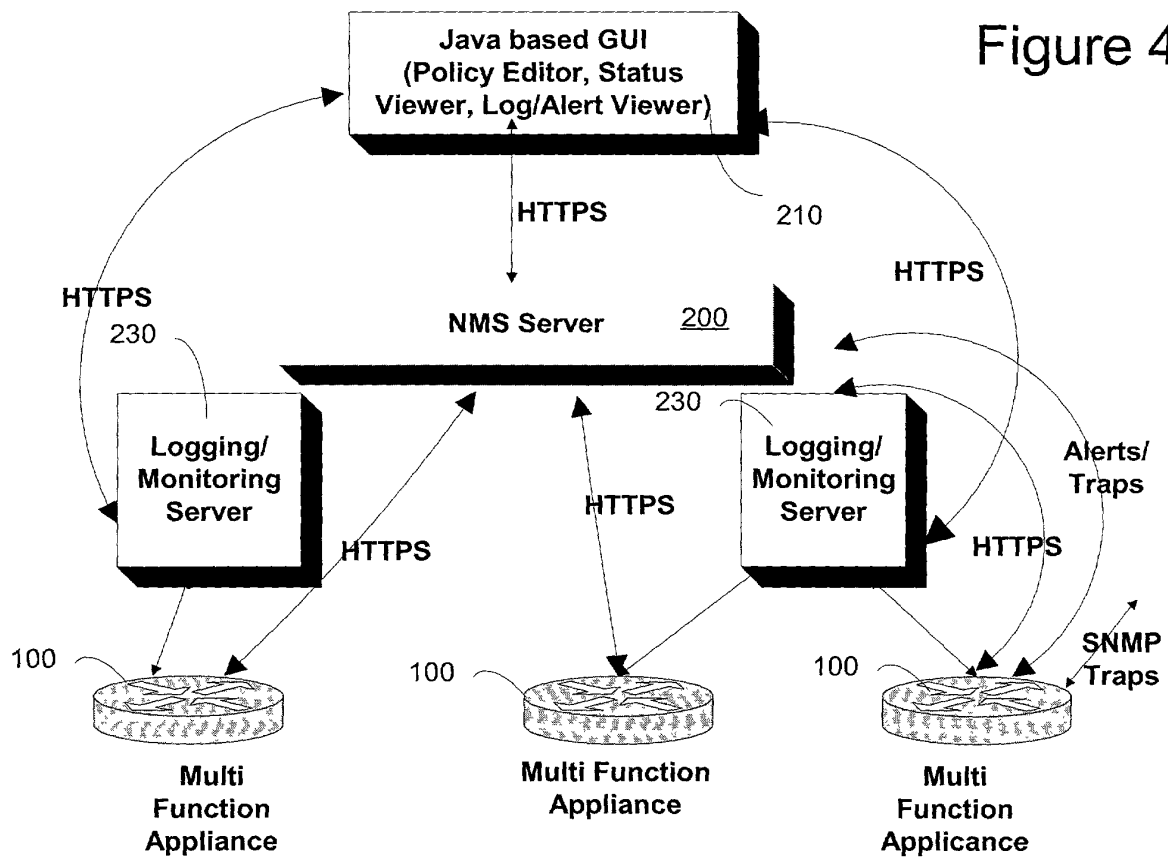 Figure 4
Java based GUI
(Policy Editor, Status
Viewer, Log/Alert Viewer)
HTTPS
210
HTTPS
HTTPS
230
NMS Server 200
230
Logging/
Monitoring
Server
Logging/
Monitoring
Server
Alerts/
Traps
HTTPS
HTTPS
HTTPS
SNMP
Traps
100
100
100
Multi
Function
Appliance
Multi Function
Appliance
Multi
Function
Applicance